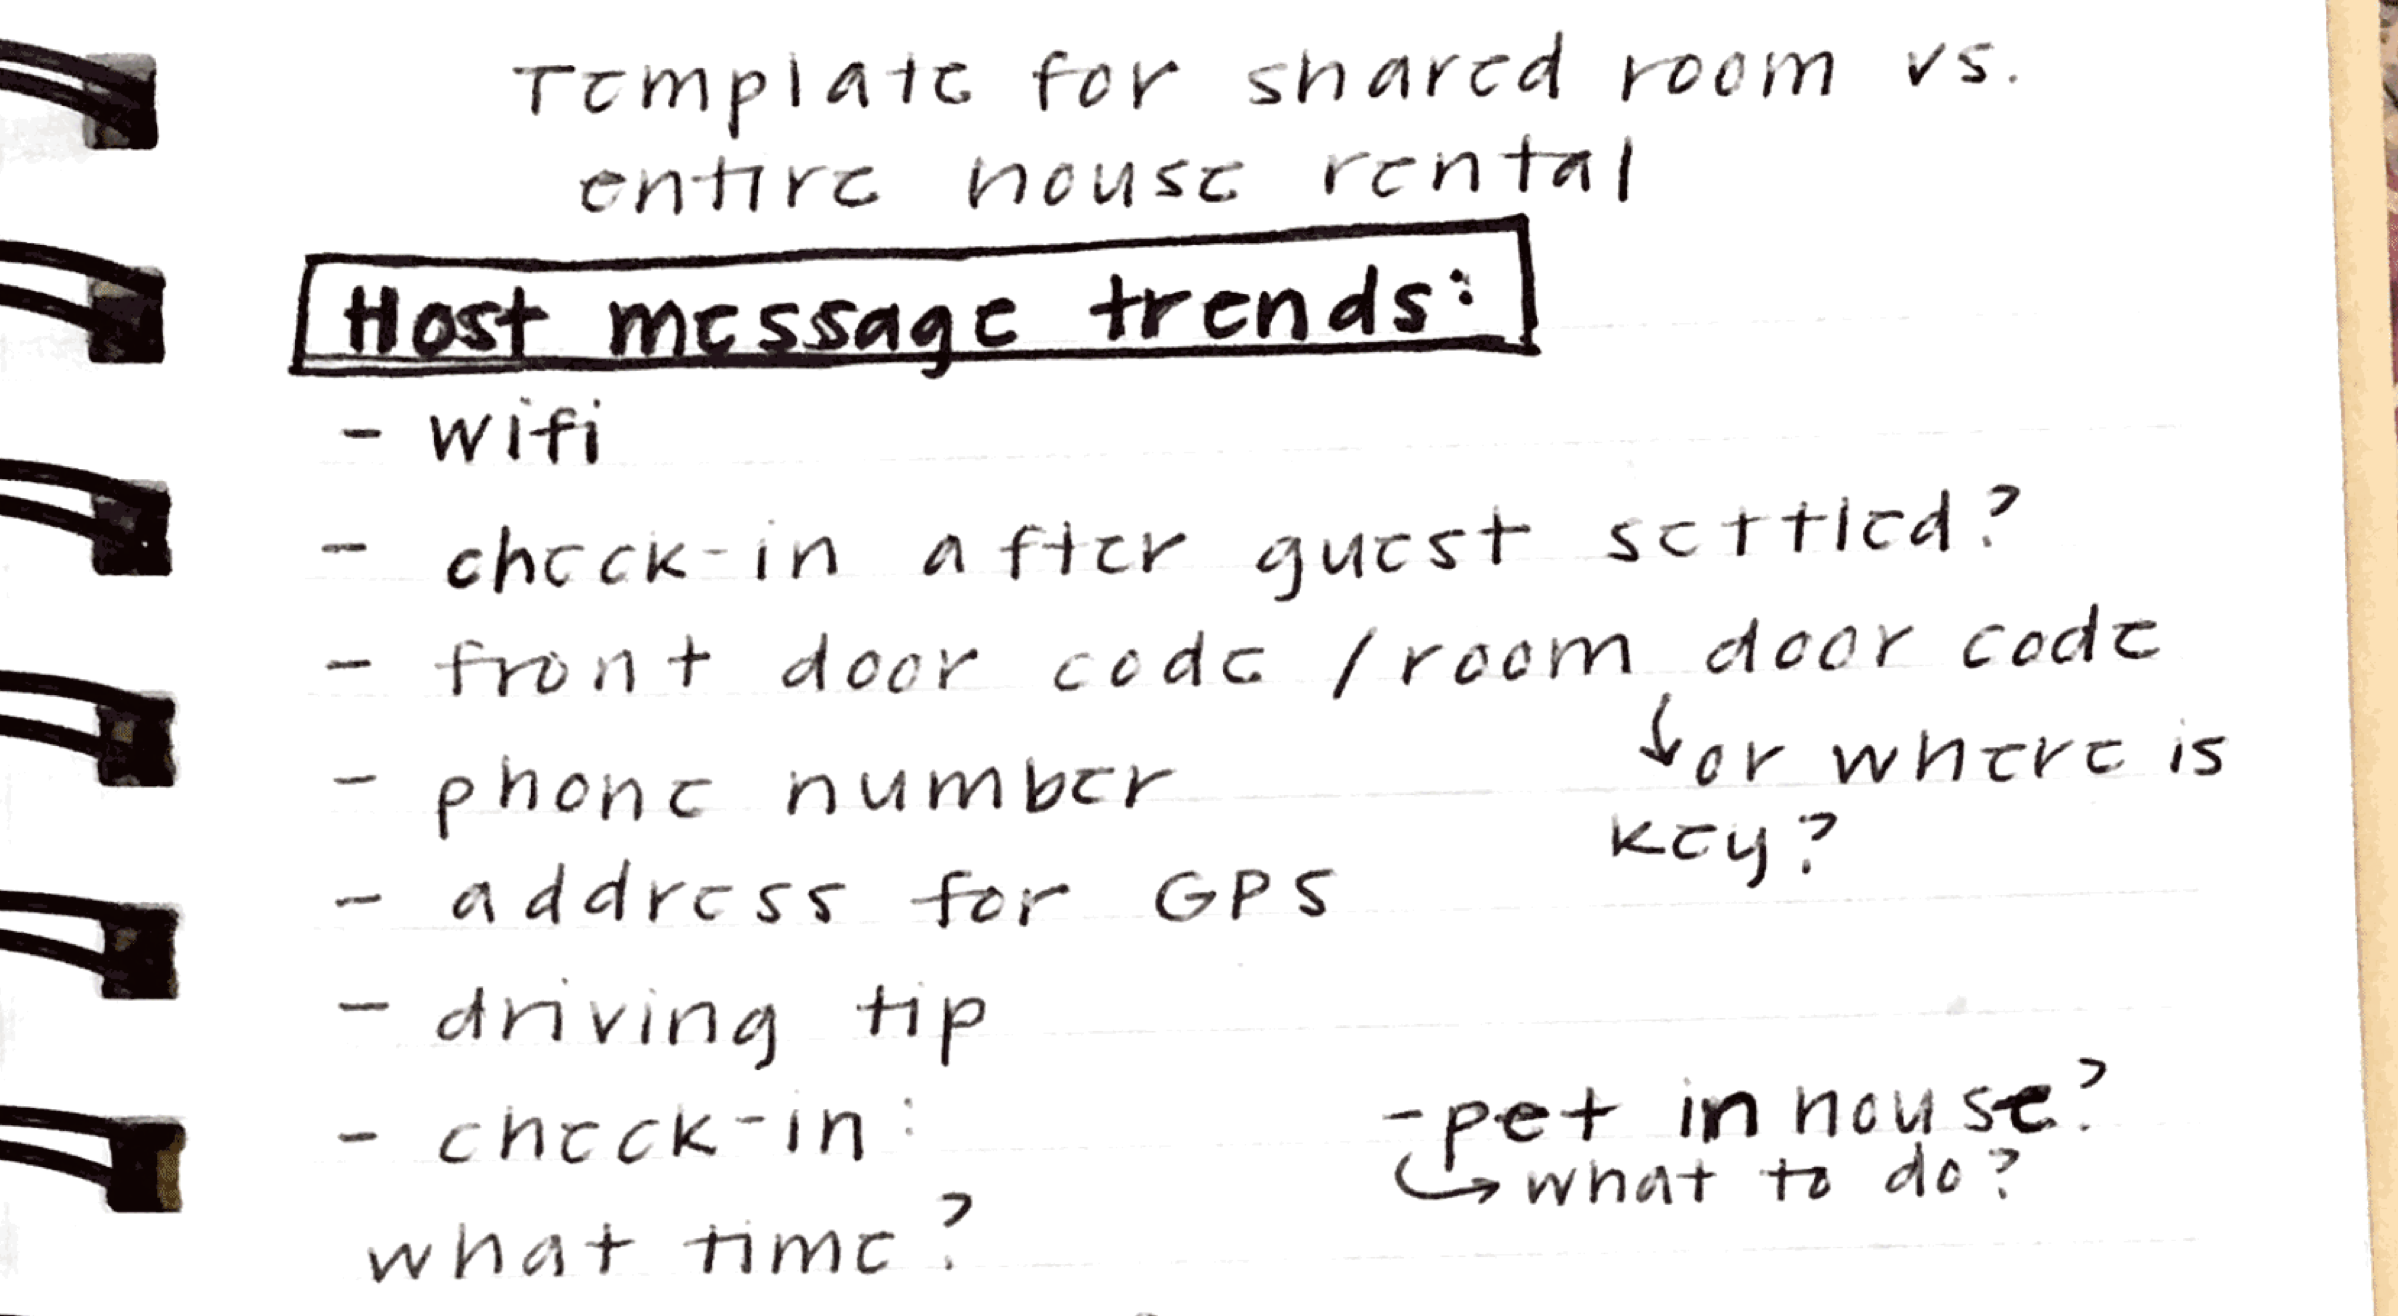 Template for shared room vs.
entire house rental
Host message trends:
- wifi
- check-in after guest settled?
- front door code / room door code
↓ or where is
key?
- phone number
- address for GPS
- driving tip
- check-in:
what time?
- pet in house?
↳ what to do?